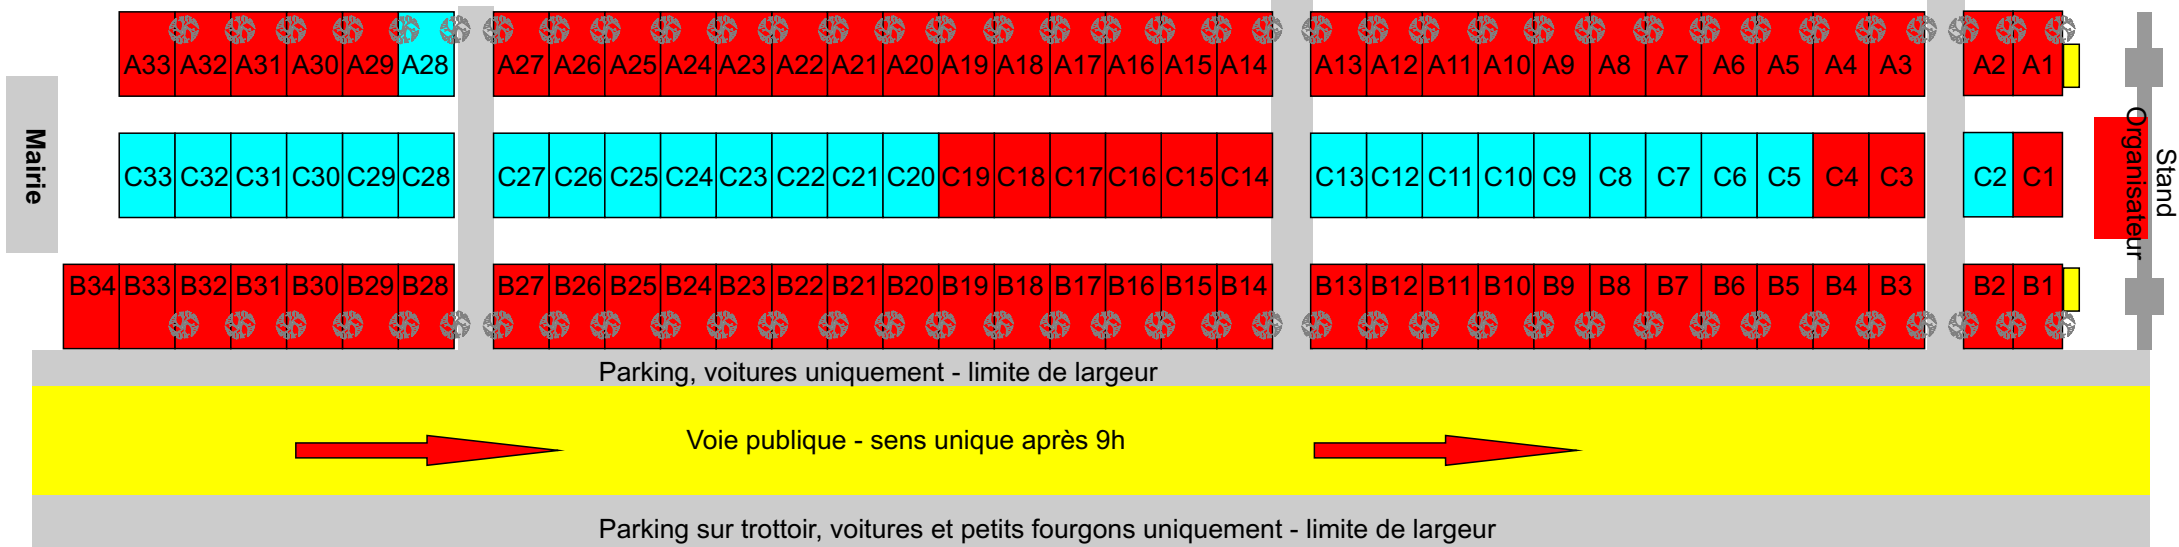 A33 A32 A31 A30 A29 A28 A27 A26 A25 A24 A23 A22 A21 A20 A19 A18 A17 A16 A15 A14 A13 A12 A11 A10 A9 A8 A7 A6 A5 A4 A3 A2 A1
Mairie
C33 C32 C31 C30 C29 C28 C27 C26 C25 C24 C23 C22 C21 C20 C19 C18 C17 C16 C15 C14 C13 C12 C11 C10 C9 C8 C7 C6 C5 C4 C3 C2 C1
Stand
Organisateur
B34 B33 B32 B31 B30 B29 B28 B27 B26 B25 B24 B23 B22 B21 B20 B19 B18 B17 B16 B15 B14 B13 B12 B11 B10 B9 B8 B7 B6 B5 B4 B3 B2 B1
Parking, voitures uniquement - limite de largeur
Voie publique - sens unique après 9h
Parking sur trottoir, voitures et petits fourgons uniquement - limite de largeur